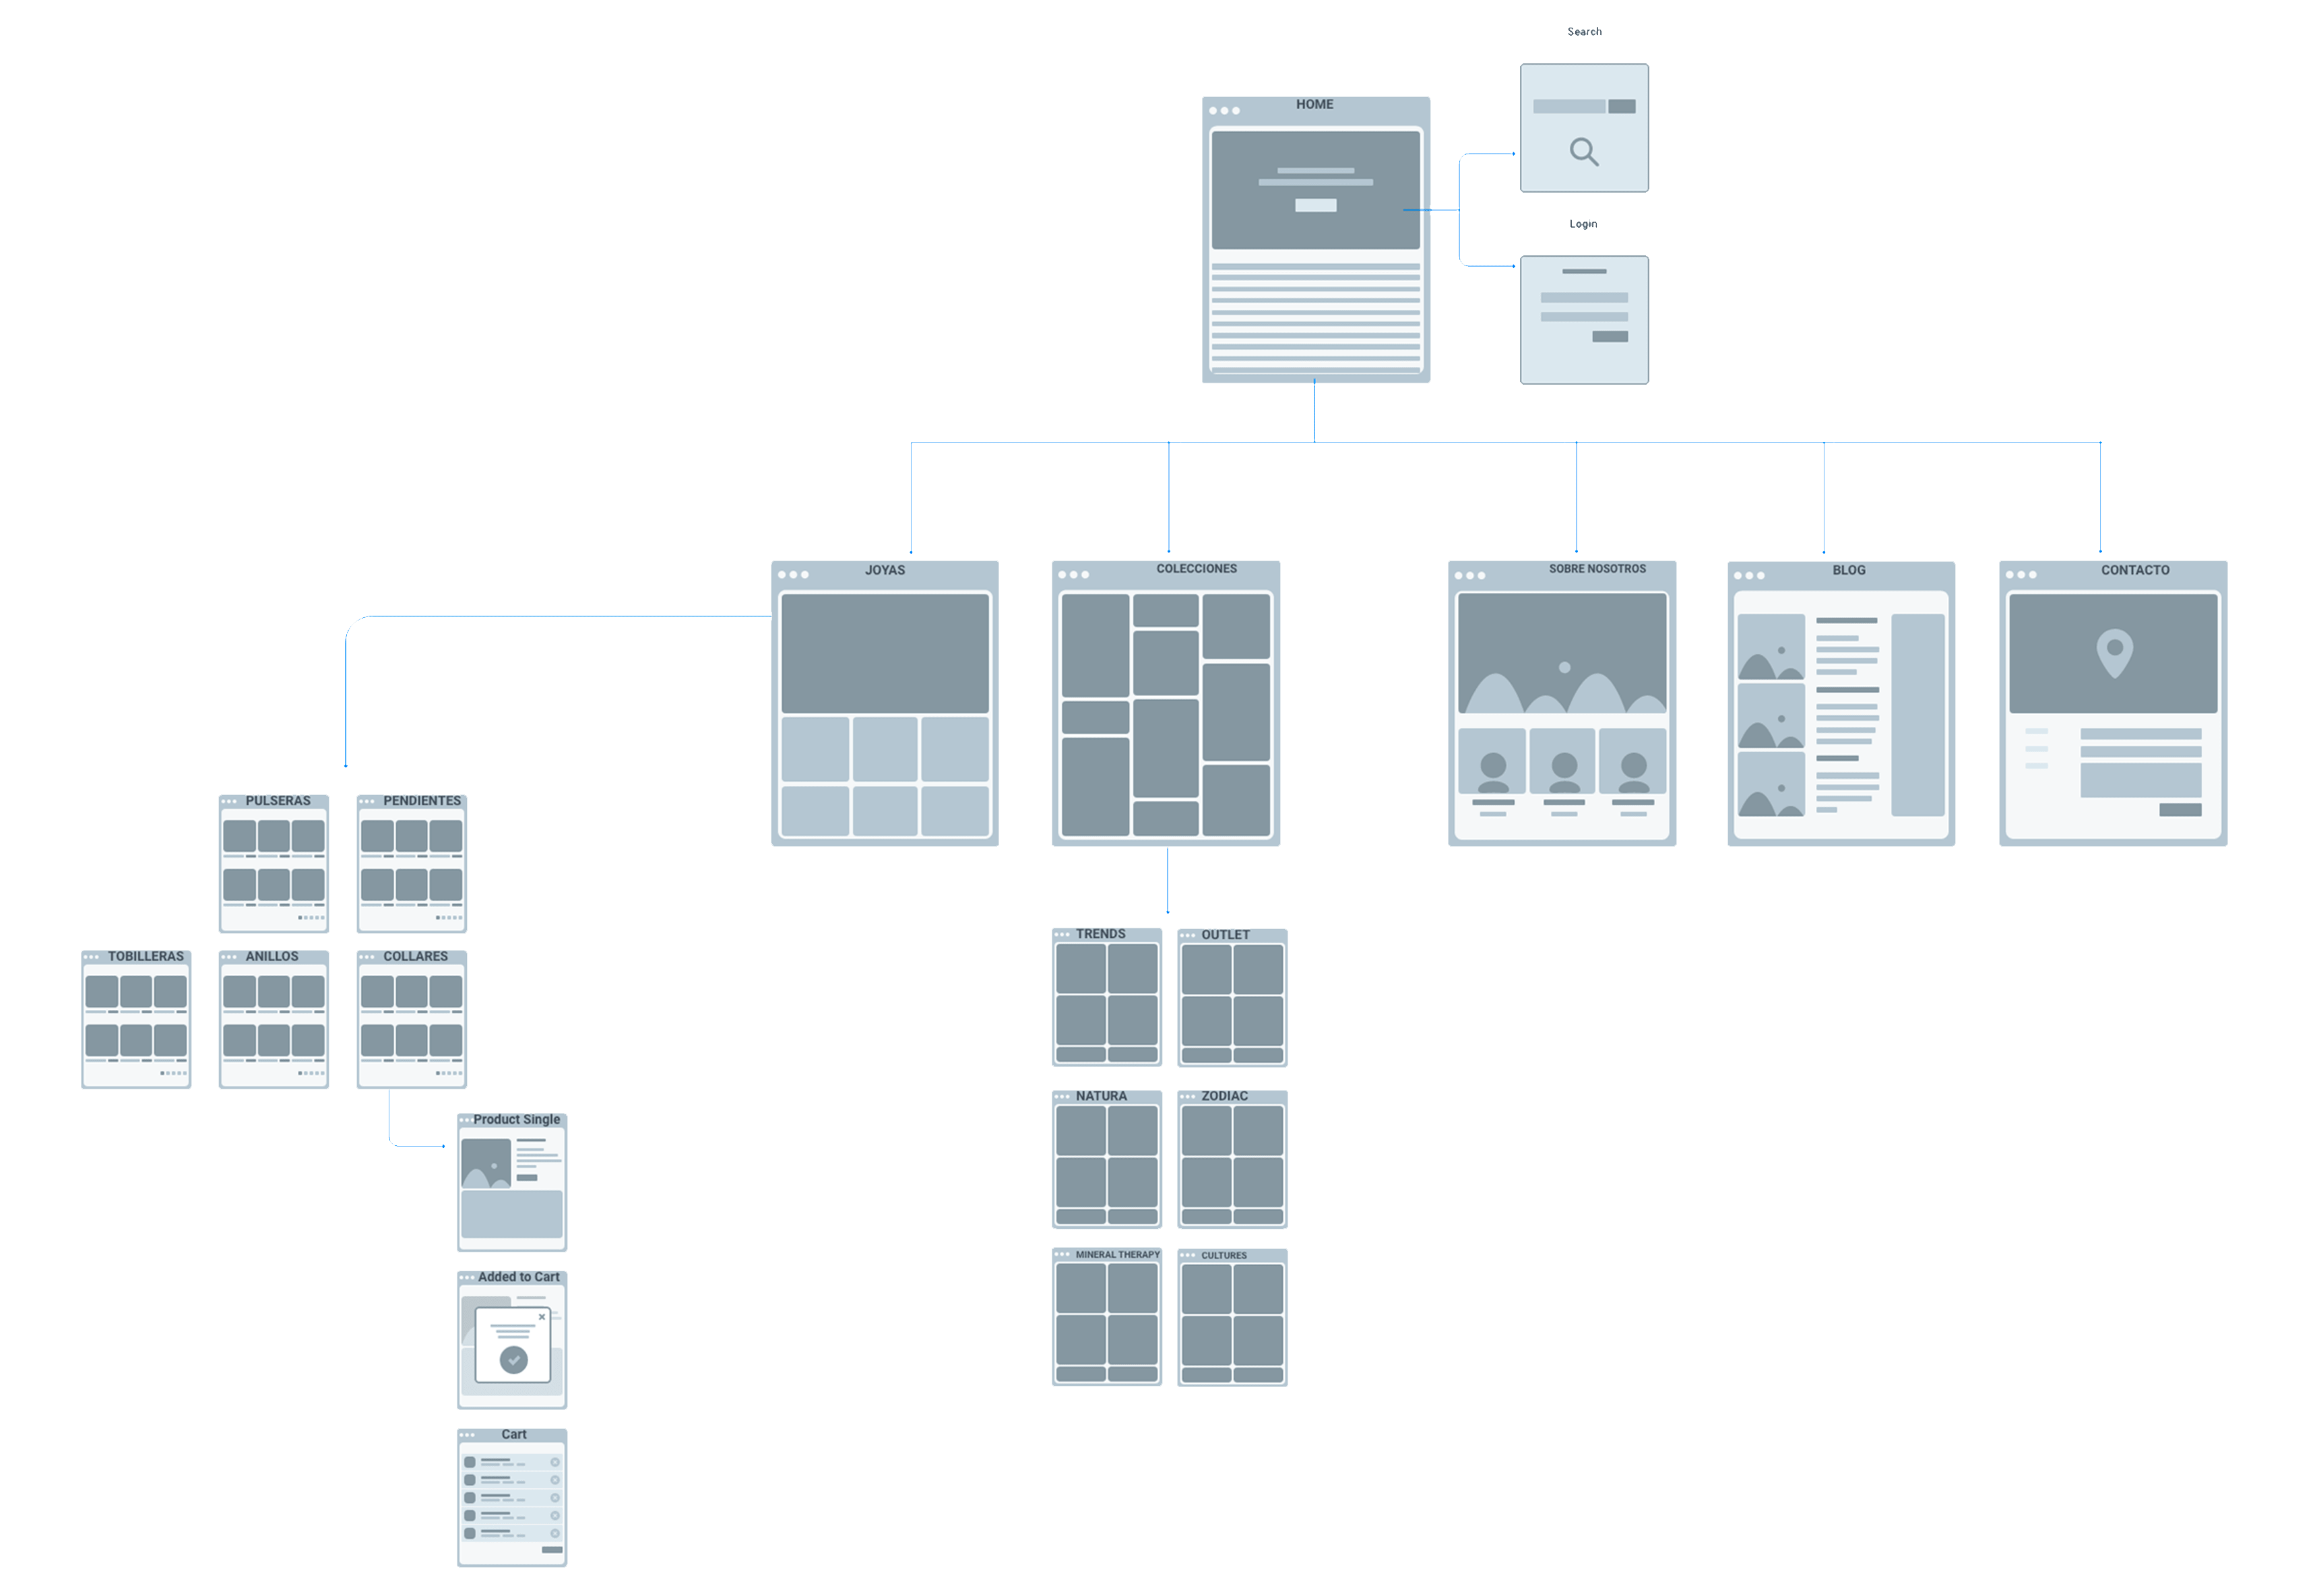 Search
HOME
Login
JOYAS
COLECCIONES
SOBRE NOSOTROS
BLOG
CONTACTO
PULSERAS
PENDIENTES
TOBILLERAS
ANILLOS
COLLARES
TRENDS
OUTLET
NATURA
ZODIAC
MINERAL THERAPY
CULTURES
Product Single
Added to Cart
Cart